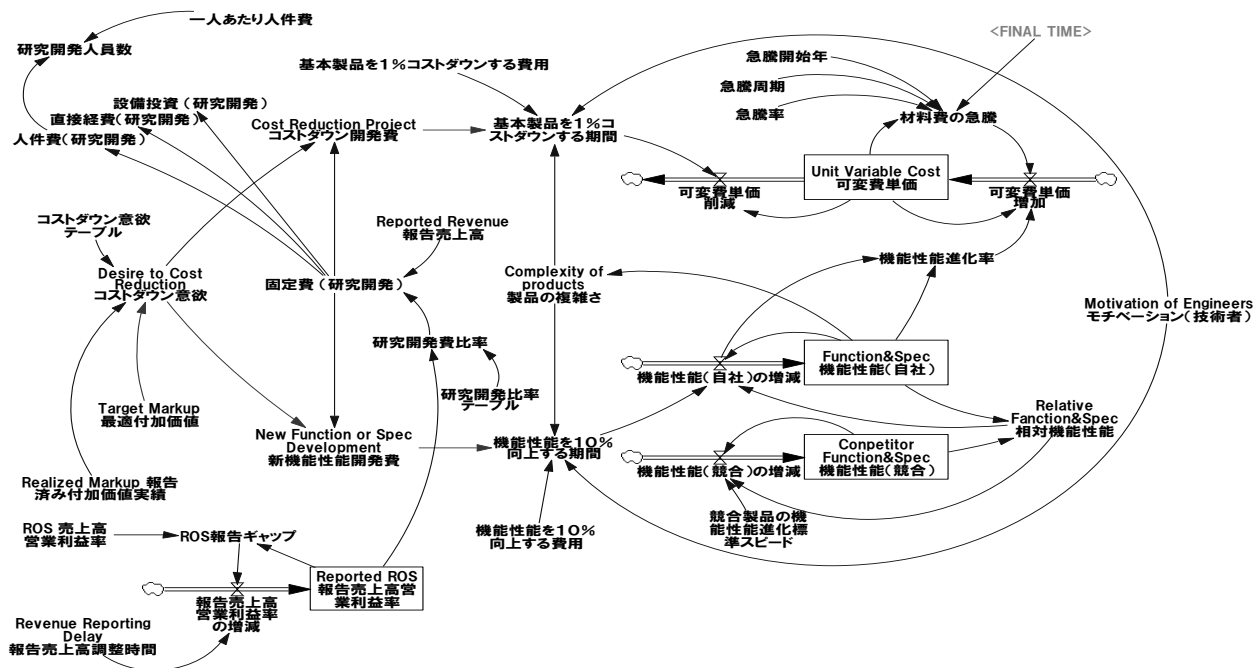 一人あたり人件費
研究開発人員数
<FINAL TIME>
急騰開始年
基本製品を1%コストダウンする費用
急騰周期
設備投資(研究開発)
直接経費(研究開発)
急騰率
人件費(研究開発)
Cost Reduction Project
コストダウン開発費
基本製品を1%コ
ストダウンする期間
材料費の急騰
Unit Variable Cost
可変費単価
可変費単価
削減
可変費単価
増加
コストダウン意欲
テーブル
Reported Revenue
報告売上高
Desire to Cost
Reduction
コストダウン意欲
固定費(研究開発)
Complexity of
products
製品の複雑さ
機能性能進化率
Motivation of Engineers
モチベーション(技術者)
研究開発費比率
Function&Spec
機能性能(自社)
機能性能(自社)の増減
研究開発比率
テーブル
Target Markup
最適付加価値
Relative
Fanction&Spec
相対機能性能
New Function or Spec
Development
新機能性能開発費
機能性能を10%
向上する期間
Conpetitor
Function&Spec
機能性能(競合)
機能性能(競合)の増減
Realized Markup 報告
済み付加価値実績
競合製品の機
能性能進化標
準スピード
機能性能を10%
向上する費用
ROS 売上高
営業利益率
ROS報告ギャップ
Reported ROS
報告売上高営
業利益率
報告売上高
営業利益率
の増減
Revenue Reporting
Delay
報告売上高調整時間